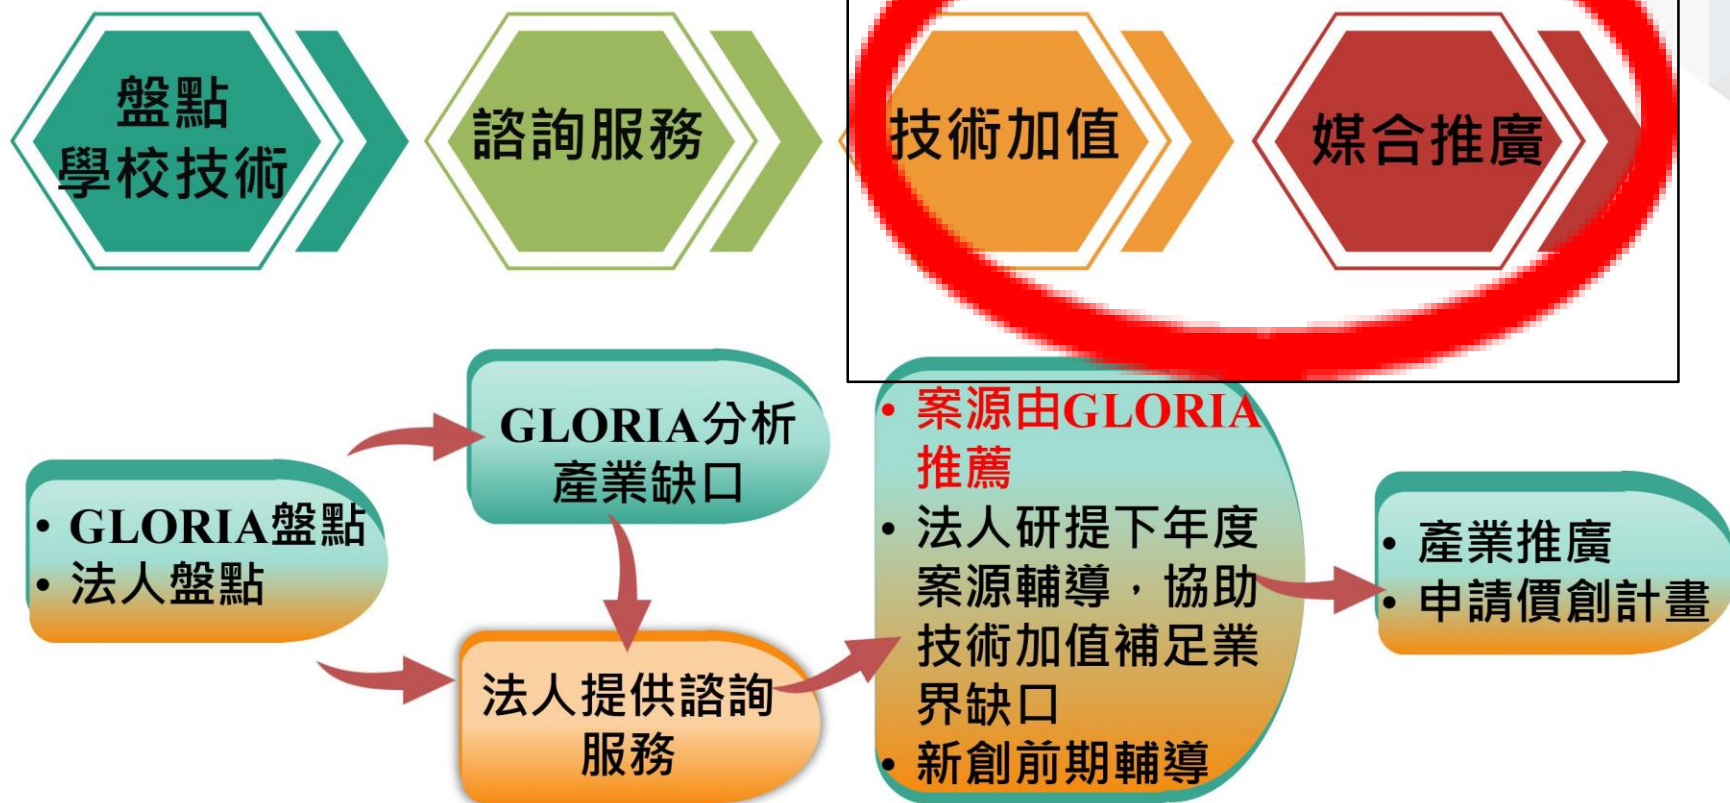 盤點
學校技術
諮詢服務
技術加值
媒合推廣
• GLORIA盤點
• 法人盤點
GLORIA分析
產業缺口
法人提供諮詢
服務
• 案源由GLORIA
推薦
• 法人研提下年度
案源輔導，協助
技術加值補足業
界缺口
• 新創前期輔導
• 產業推廣
• 申請價創計畫